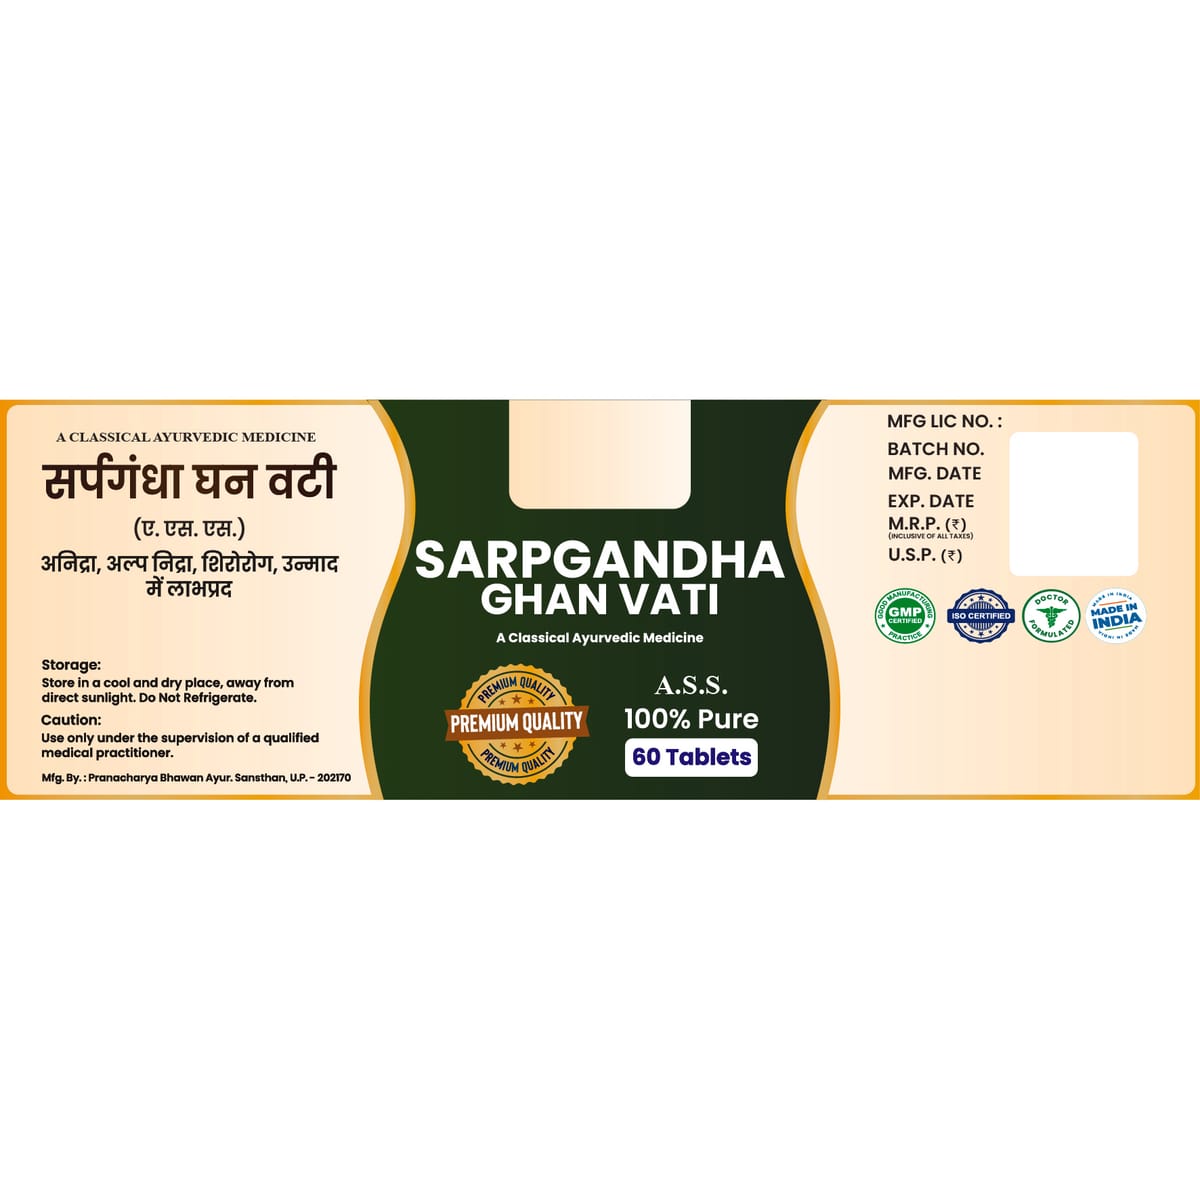 A CLASSICAL AYURVEDIC MEDICINE
सर्पगंधा घन वटी
(ए. एस. एस.)
अनिद्रा, अल्प निद्रा, शिरोरोग, उन्माद
में लाभप्रद
Storage:
Store in a cool and dry place, away from
direct sunlight. Do Not Refrigerate.
Caution:
Use only under the supervision of a qualified
medical practitioner.
Mfg. By. : Pranacharya Bhawan Ayur. Sansthan, U.P. - 202170
SARPGANDHA
GHAN VATI
A Classical Ayurvedic Medicine
PREMIUM QUALITY
PREMIUM QUALITY
PREMIUM QUALITY
A.S.S.
100% Pure
60 Tablets
MFG LIC NO. :
BATCH NO.
MFG. DATE
EXP. DATE
M.R.P. (₹)
(INCLUSIVE OF ALL TAXES)
U.S.P. (₹)
GOOD MANUFACTURING
GMP
CERTIFIED
PRACTICE
ISO CERTIFIED
DOCTOR
FORMULATED
MADE IN INDIA
MADE IN
INDIA